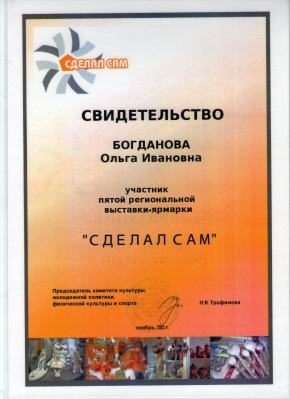 СДЕЛАЛ САМ
СВИДЕТЕЛЬСТВО
БОГДАНОВА
Ольга Ивановна
участник
пятой региональной
выставки-ярмарки
"СДЕЛАЛ САМ"
Председатель комитета культуры,
молодежной политики,
физической культуры и спорта
Н.В. Трофимова
ноябрь,